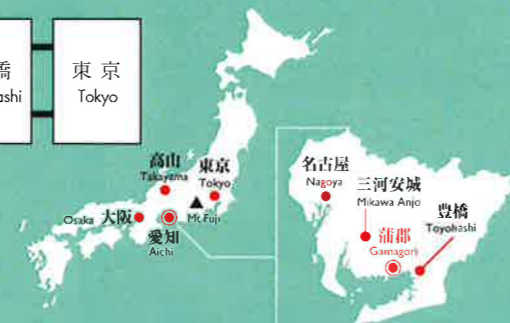 橋
ashi
東京
Tokyo
高山
Takayama
東京
Tokyo
Osaka 大阪
Mt.Fuji
愛知
Aichi
名古屋
Nagoya
三河安城
Mikawa Anjo
豊橋
Toyohashi
蒲郡
Gamagori